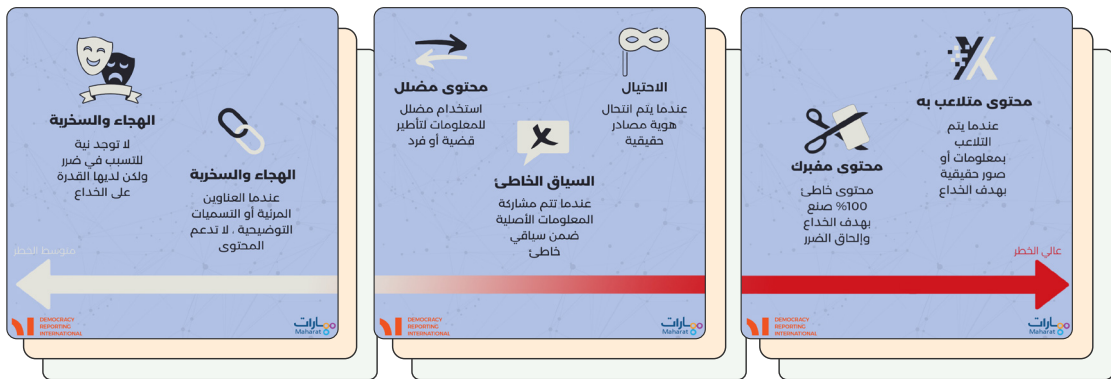 محتوى متلاعب به
عندما يتم
التلاعب
بمعلومات أو
صور حقيقية
بهدف الخداع
محتوى مفبرك
محتوى خاطئ
100% صنع
بهدف الخداع
وإلحاق الضرر
عالي الخطر
DEMOCRACY
REPORTING
INTERNATIONAL
مهارات
Maharat
الاحتيال
عندما يتم انتحال
هوية مصادر
حقيقية
محتوى مضلل
استخدام مضلل
للمعلومات لتأطير
قضية أو فرد
السياق الخاطئ
عندما تتم مشاركة
المعلومات الأصلية
ضمن سياقي
خاطئ
DEMOCRACY
REPORTING
INTERNATIONAL
مهارات
Maharat
الهجاء والسخرية
لا توجد نية
للتسبب في ضرر
ولكن لديها القدرة
على الخداع
الهجاء والسخرية
عندما العناوين
المرئية أو التسميات
التوضيحية . لا تدعم
المحتوى
متوسط الخطر
DEMOCRACY
REPORTING
INTERNATIONAL
مهارات
Maharat